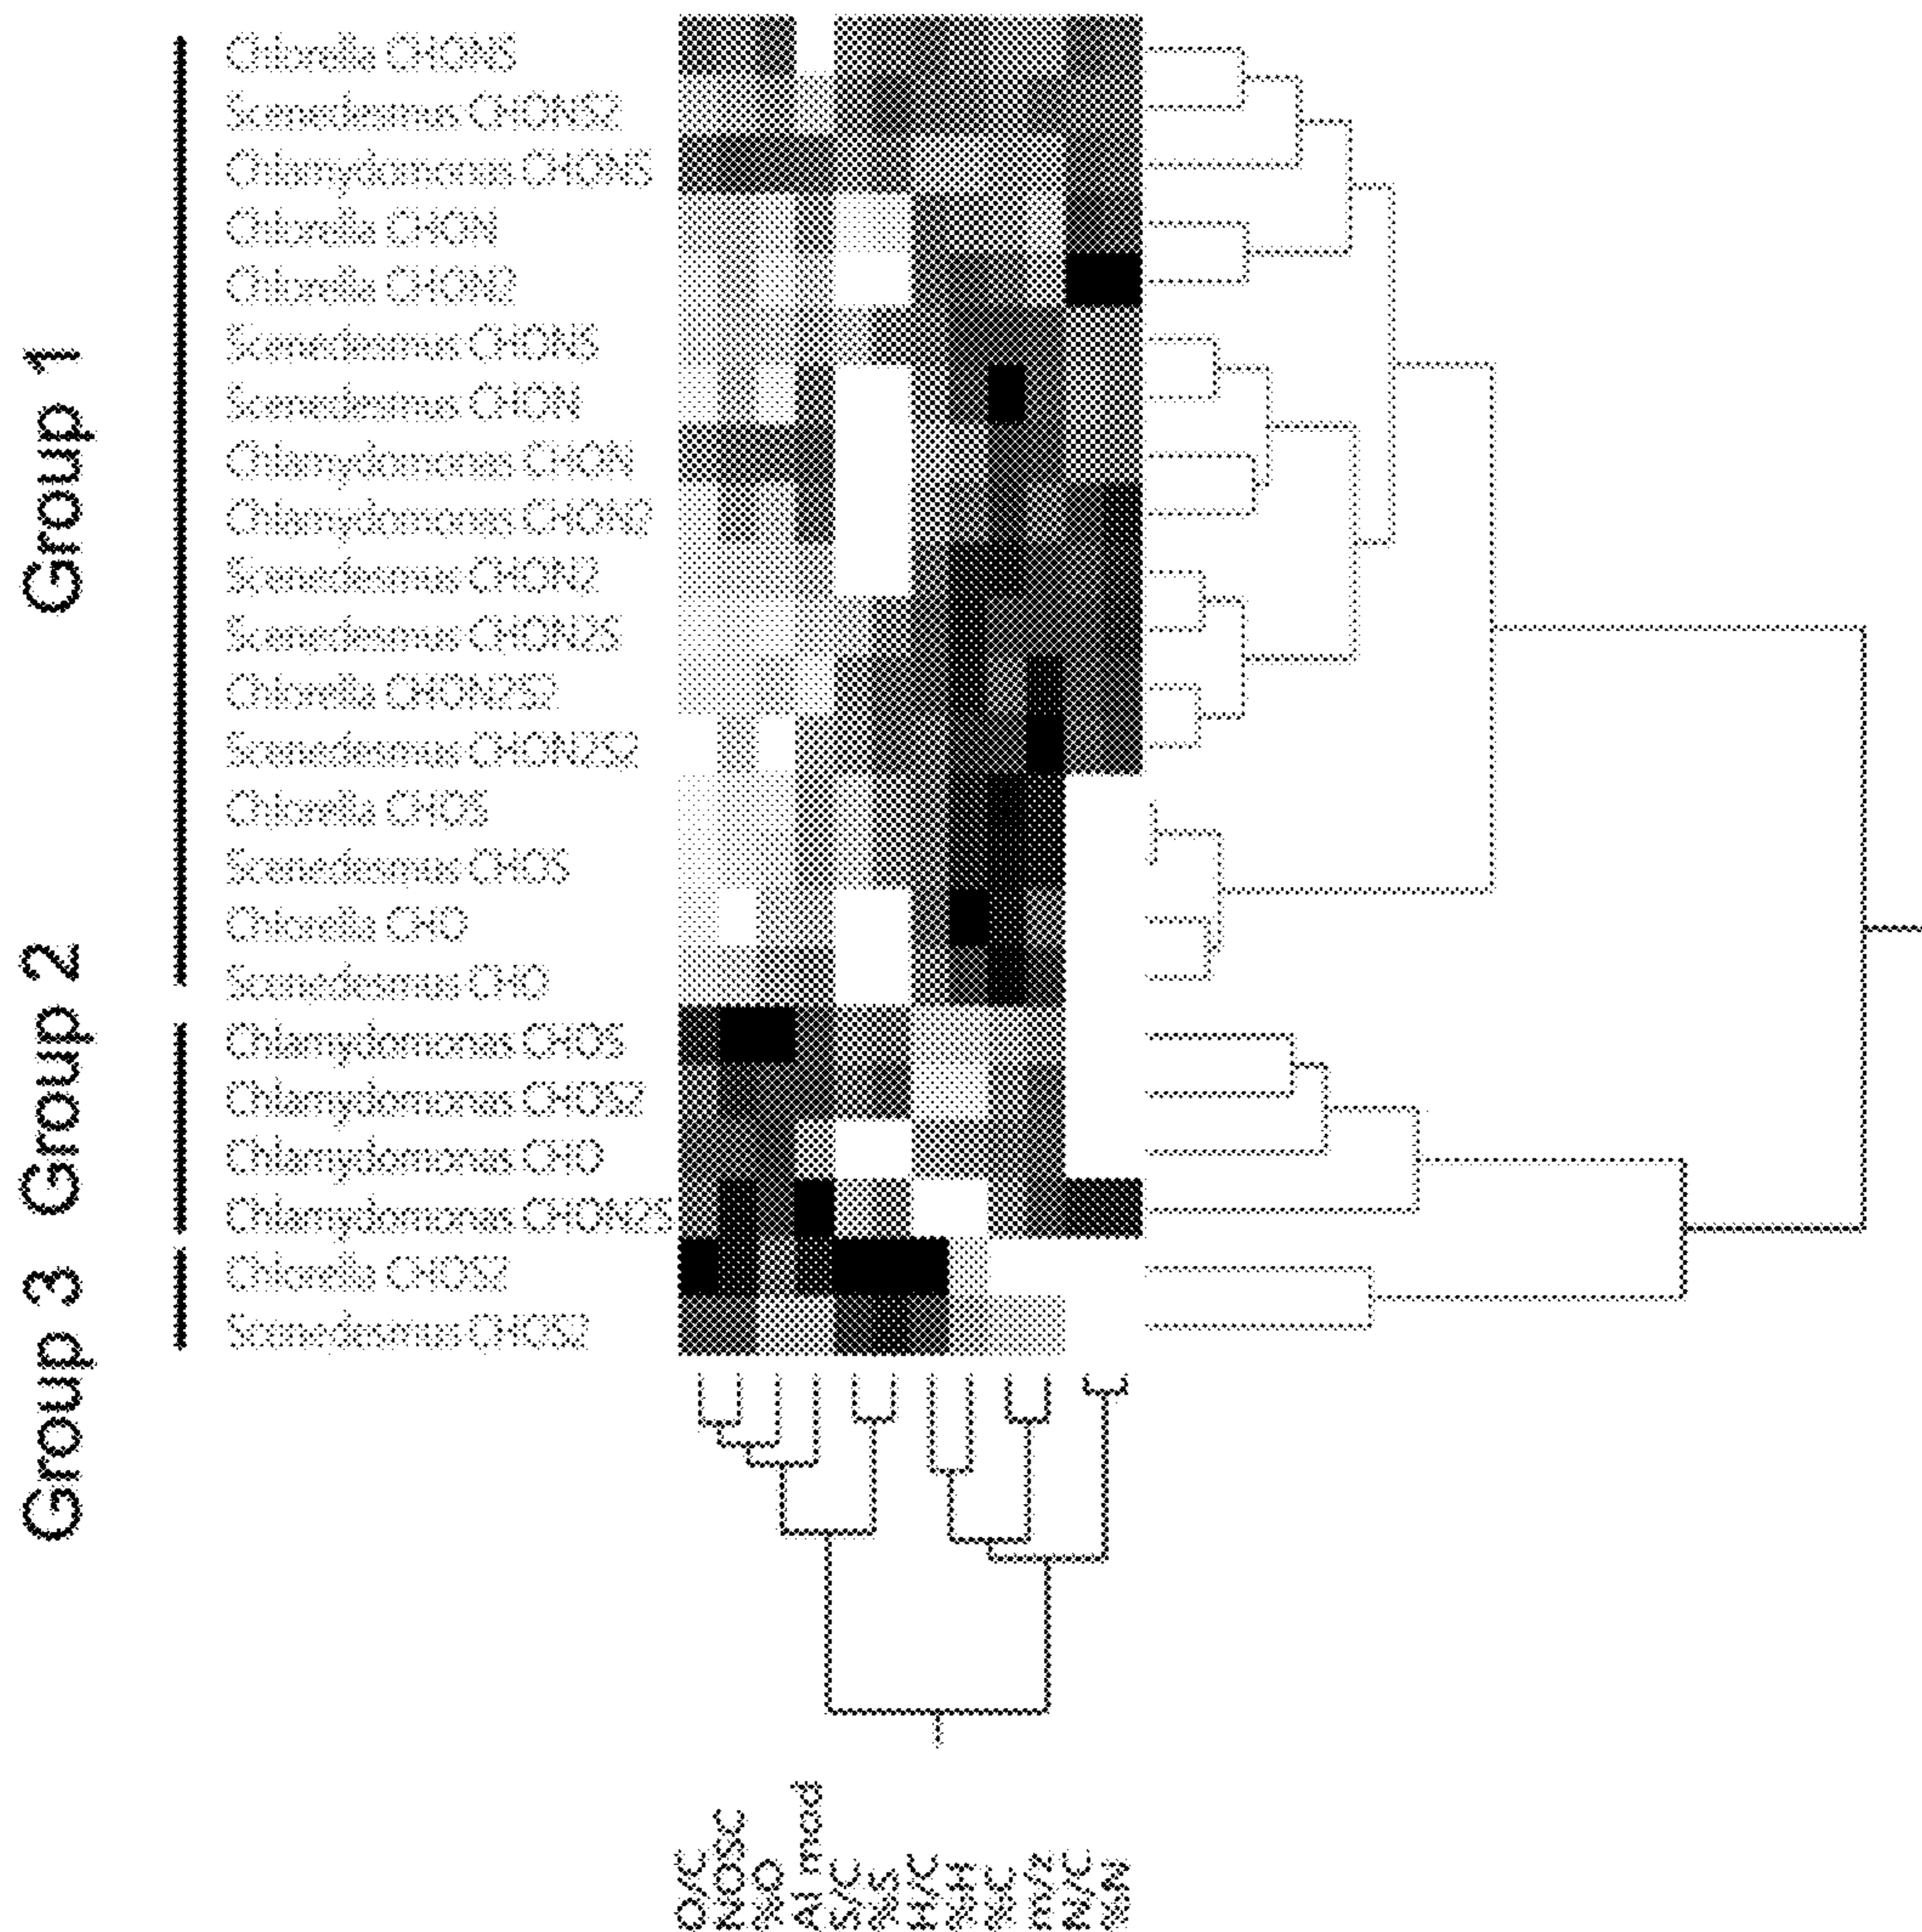 Group 1
Group 2
Group 3
Chlorella CHONS
Scenedesmus CHONS2
Chlamydomonas CHONS
Chlorella CHON
Chlorella CHON2
Scenedesmus CHONS
Scenedesmus CHON
Chlamydomonas CHON
Chlamydomonas CHON2
Scenedesmus CHON2
Scenedesmus CHON2S
Chlorella CHON2S2
Scenedesmus CHON2S2
Chlorella CHOS
Scenedesmus CHOS
Chlorella CHO
Scenedesmus CHO
Chlamydomonas CHOS
Chlamydomonas CHOS2
Chlamydomonas CHO
Chlamydomonas CHON2S
Chlorella CHOS2
Scenedesmus CHOS2
O/C
NOSC
AI mod
S/C
H/C
N/C